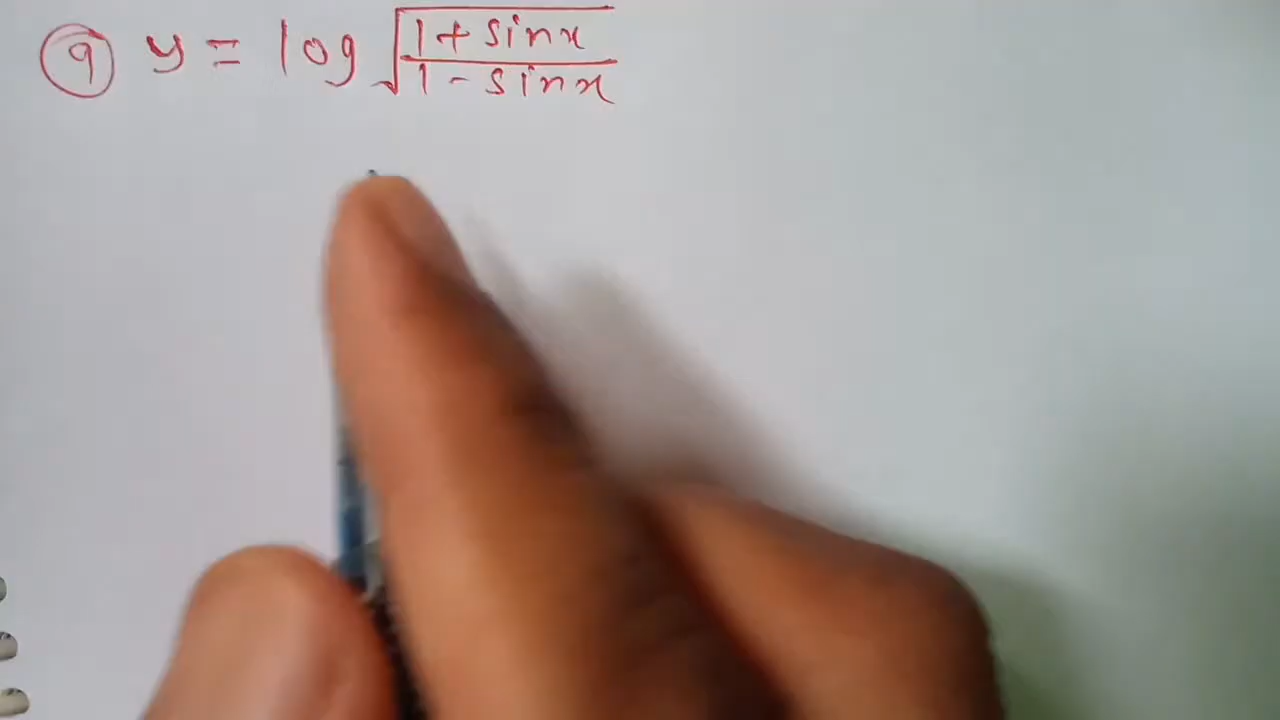 9 y = log √((1 + sinx)/(1 - sinx))